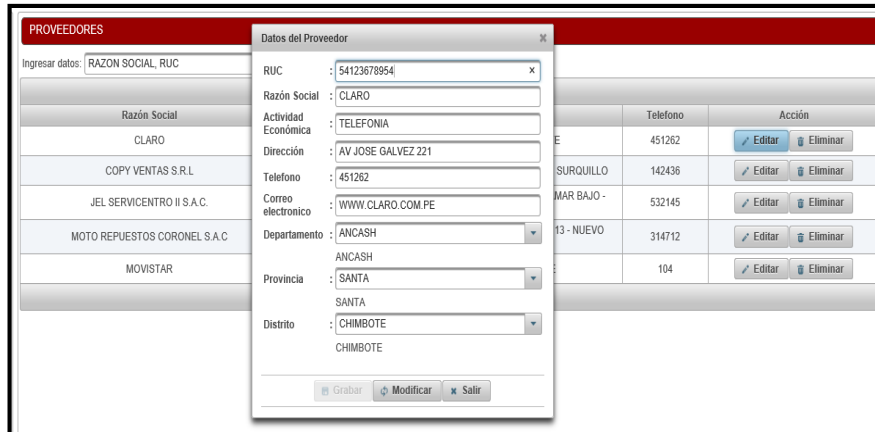 PROVEEDORES
Ingresar datos: RAZON SOCIAL, RUC
Razón Social Telefono Acción
CLARO E 451262 Editar Eliminar
COPY VENTAS S.R.L SURQUILLO 142436 Editar Eliminar
JEL SERVICENTRO II S.A.C. MAR BAJO - 532145 Editar Eliminar
MOTO REPUESTOS CORONEL S.A.C 13 - NUEVO 314712 Editar Eliminar
MOVISTAR 104 Editar Eliminar
Datos del Proveedor x
RUC : 54123678954 x
Razón Social : CLARO
Actividad
Económica : TELEFONIA
Dirección : AV JOSE GALVEZ 221
Telefono : 451262
Correo
electronico : WWW.CLARO.COM.PE
Departamento : ANCASH
ANCASH
Provincia : SANTA
SANTA
Distrito : CHIMBOTE
CHIMBOTE
Grabar Modificar Salir